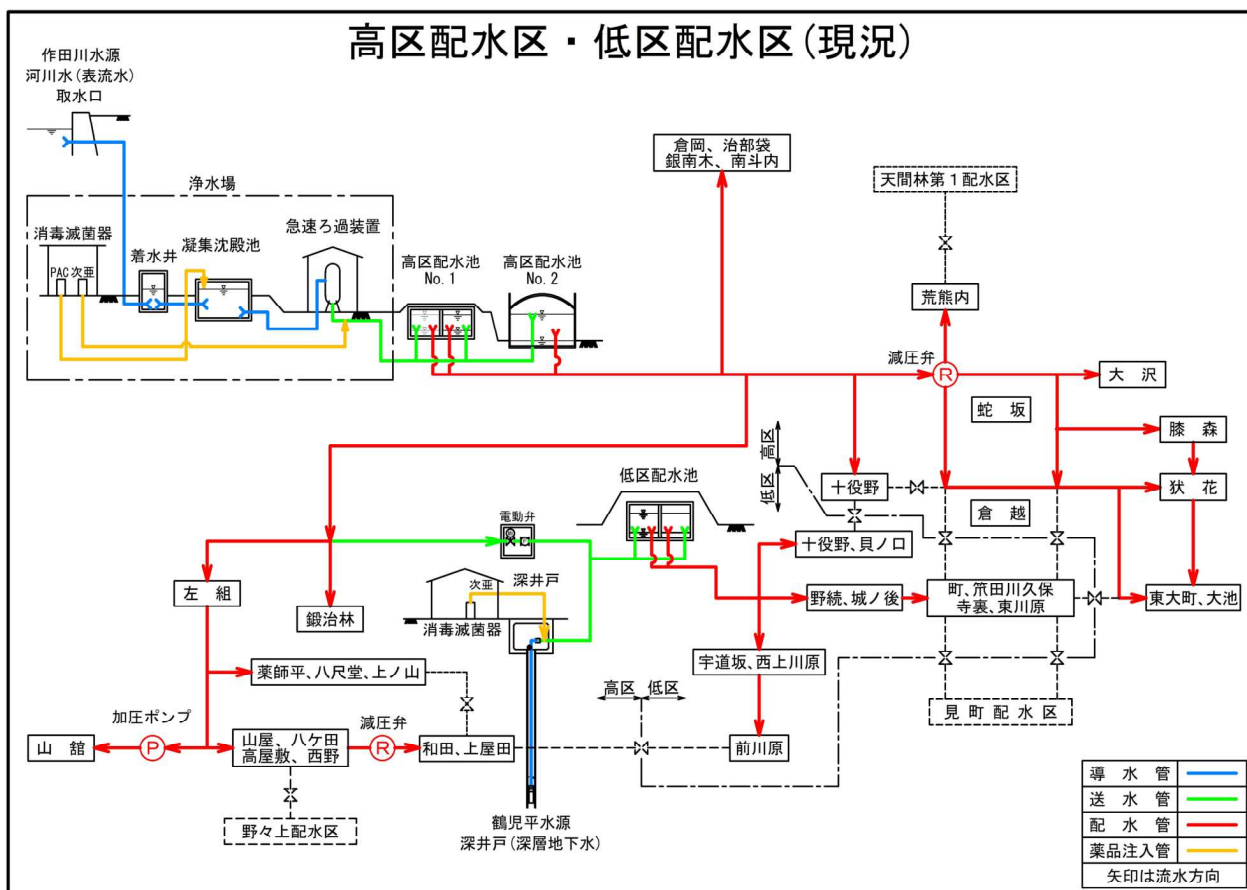 高区配水区・低区配水区(現況)
作田川水源
河川水(表流水)
取水口
浄水場
消毒滅菌器
PAC 次亜
着水井
凝集沈殿池
急速ろ過装置
高区配水池
No.1
高区配水池
No.2
倉岡、治部袋
銀南木、南斗内
天間林第1配水区
荒熊内
減圧弁
R
大沢
蛇坂
膝森
高区
低区
十役野
状花
倉越
低区配水池
電動弁
十役野、貝ノ口
深井戸
次亜
消毒滅菌器
左組
鍛治林
野続、城ノ後
町、笊田川久保
寺裏、東川原
東大町、大池
薬師平、八尺堂、上ノ山
宇道坂、西上川原
高区
低区
見町配水区
加圧ポンプ
山舘
P
山屋、八ケ田
高屋敷、西野
減圧弁
R
和田、上屋田
前川原
野々上配水区
鶴児平水源
深井戸(深層地下水)
導水管
送水管
配水管
薬品注入管
矢印は流水方向